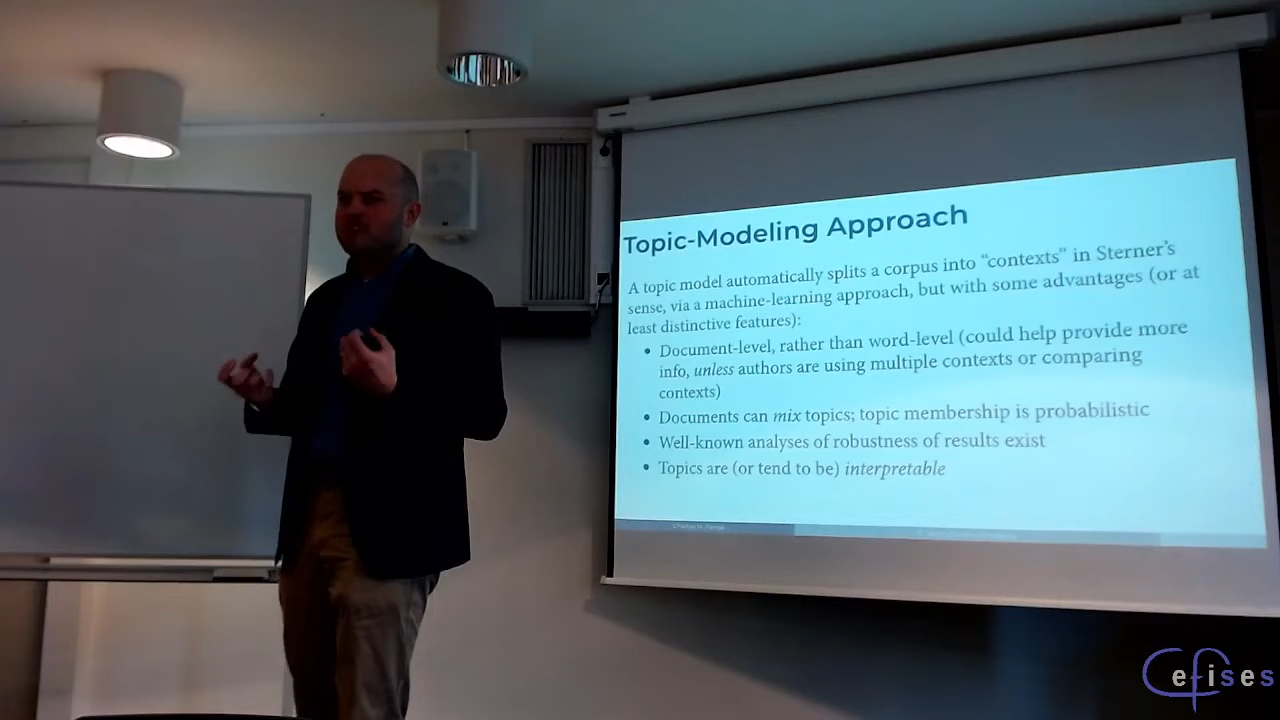 Topic-Modeling Approach
A topic model automatically splits a corpus into “contexts” in Sterner’s
sense, via a machine-learning approach, but with some advantages (or at
least distinctive features):
• Document-level, rather than word-level (could help provide more
info, unless authors are using multiple contexts or comparing
contexts)
• Documents can mix topics; topic membership is probabilistic
• Well-known analyses of robustness of results exist
• Topics are (or tend to be) interpretable
Cefises